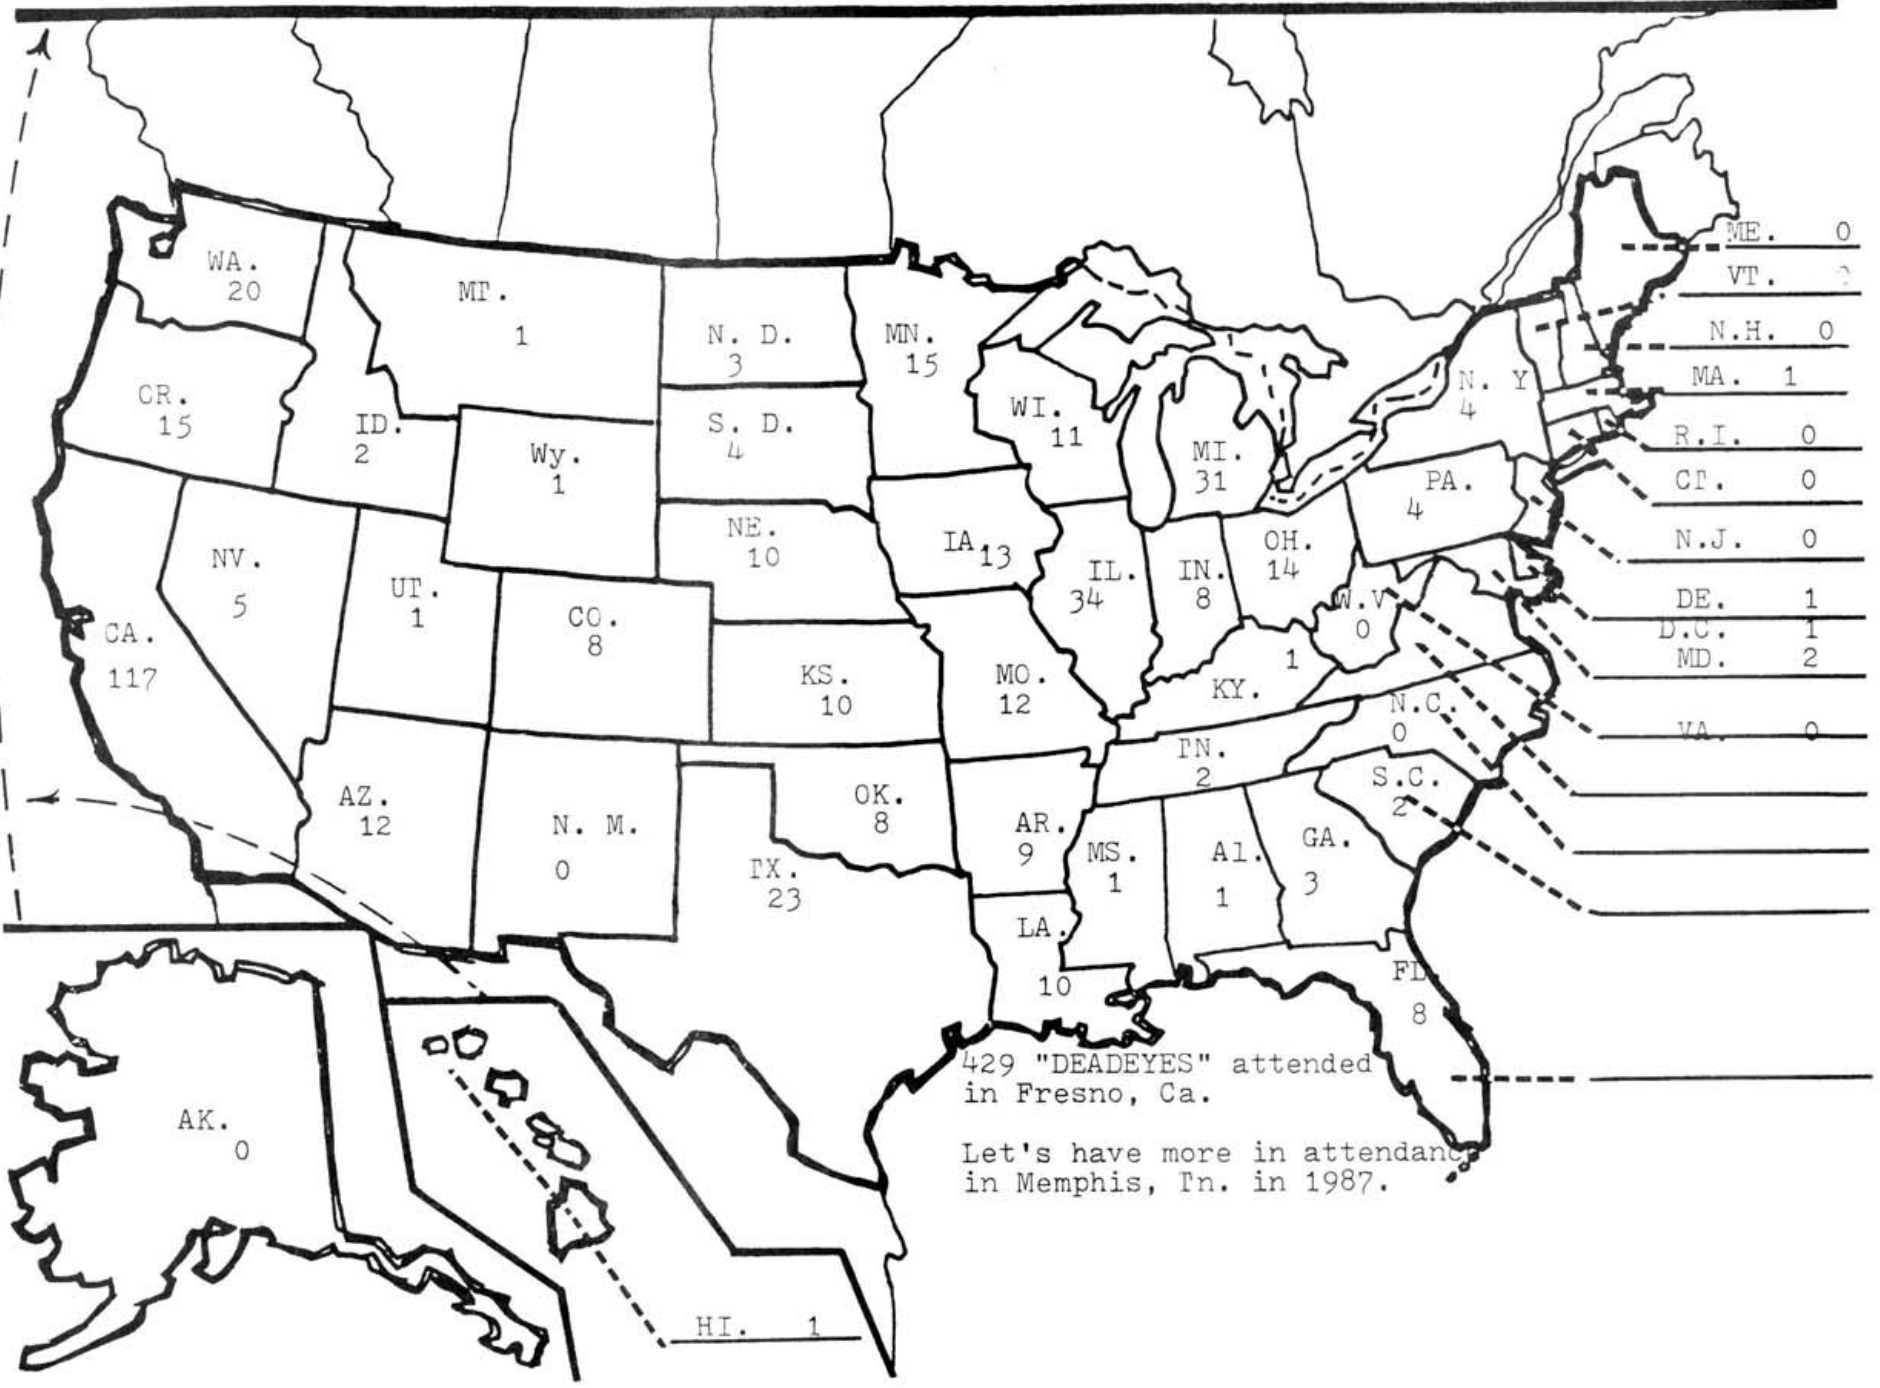 ME. 0
VT.
WA.
20
MT.
1
N. D.
3
MN.
15
N.H. 0
CR.
15
ID.
2
Wy.
1
S. D.
4
WI.
11
MI.
31
N. Y
4
MA. 1
R.I. 0
PA.
4
CT. 0
NV.
5
UT.
1
CO.
8
NE.
10
IA.
13
IL.
34
IN.
8
OH.
14
W.V
0
N.J. 0
DE. 1
D.C. 1
MD. 2
CA.
117
KS.
10
MO.
12
1
KY.
N.C.
0
VA. 0
AZ.
12
N. M.
0
OK.
8
TX.
23
AR.
9
TN.
2
S.C.
2
MS.
1
Al.
1
GA.
3
LA.
10
FD.
8
AK.
0
HI. 1
429 "DEADEYES" attended
in Fresno, Ca.
Let's have more in attendanc
in Memphis, Tn. in 1987.